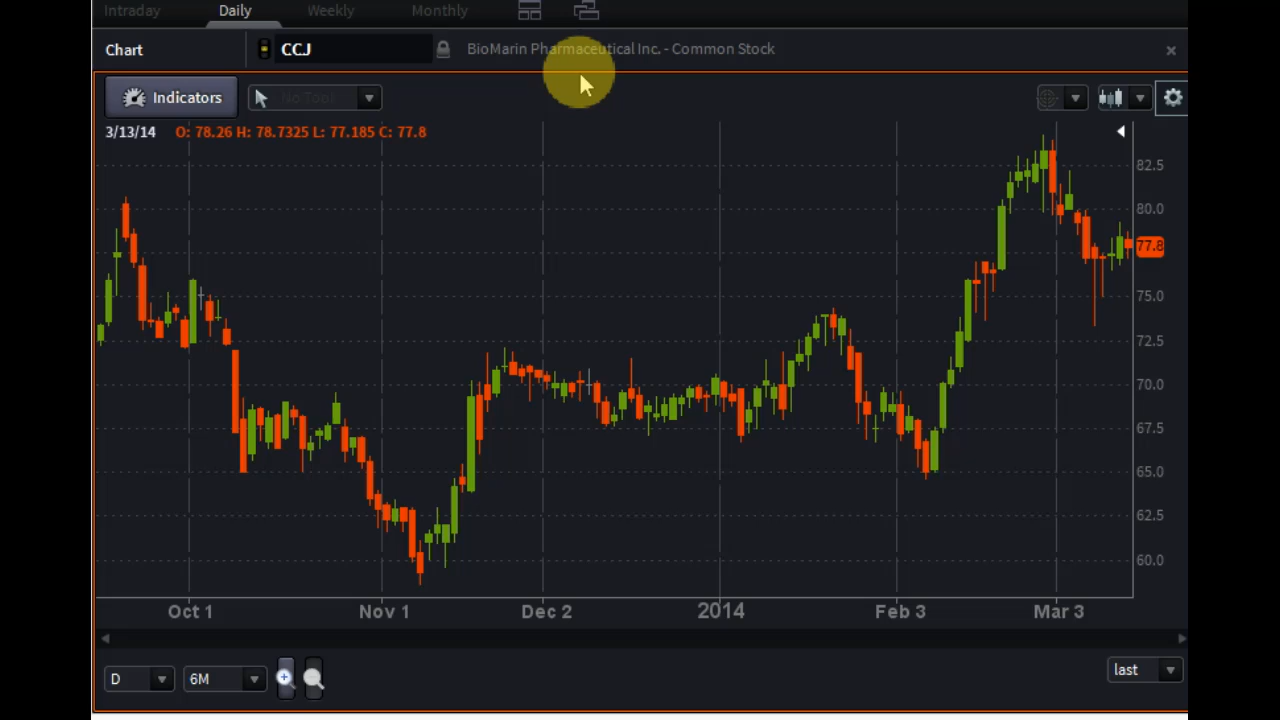 Intraday Daily Weekly Monthly
Chart CCJ BioMarin Pharmaceutical Inc. - Common Stock
Indicators No Tool
3/13/14 O: 78.26 H: 78.7325 L: 77.185 C: 77.8
82.5
80.0
77.8
75.0
72.5
70.0
67.5
65.0
62.5
60.0
Oct 1 Nov 1 Dec 2 2014 Feb 3 Mar 3
D 6M last